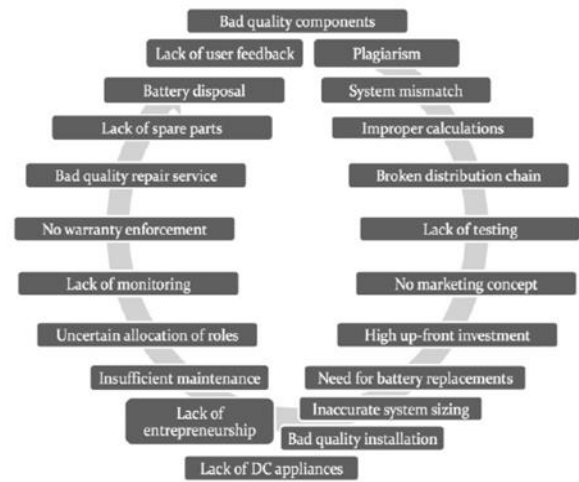 Bad quality components
Lack of user feedback
Plagiarism
Battery disposal
System mismatch
Lack of spare parts
Improper calculations
Bad quality repair service
Broken distribution chain
No warranty enforcement
Lack of testing
Lack of monitoring
No marketing concept
Uncertain allocation of roles
High up-front investment
Insufficient maintenance
Need for battery replacements
Lack of
entrepreneurship
Inaccurate system sizing
Bad quality installation
Lack of DC appliances